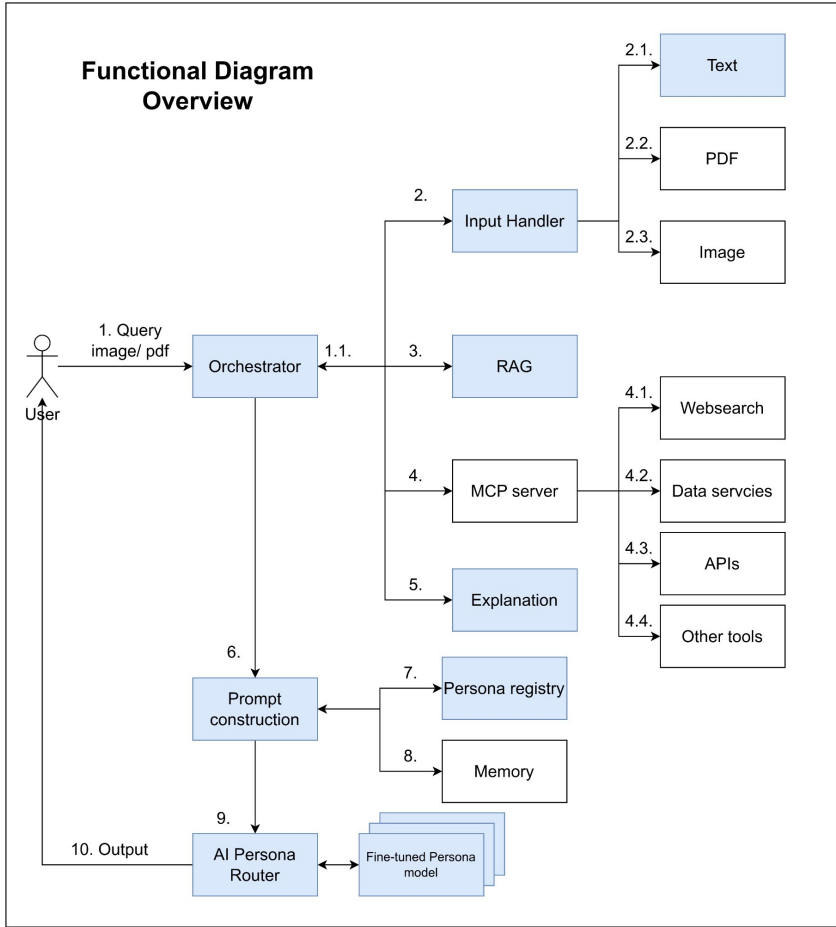 Functional Diagram
Overview
2.1.
Text
2.2.
PDF
2.
Input Handler
2.3.
Image
1. Query
image/ pdf
User
Orchestrator
1.1.
3.
RAG
4.1.
Websearch
4.
MCP server
4.2.
Data servcies
4.3.
APIs
5.
Explanation
4.4.
Other tools
6.
Prompt
construction
7.
Persona registry
8.
Memory
9.
10. Output
AI Persona
Router
Fine-tuned Persona
model